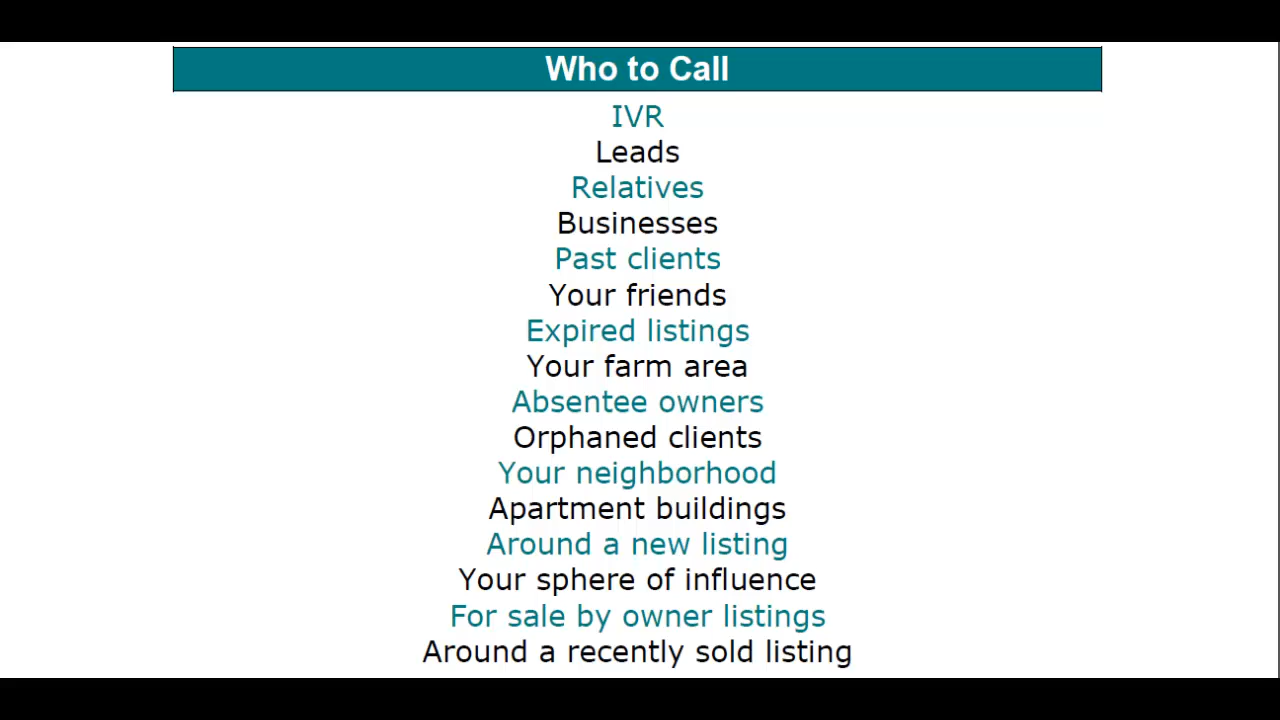 Who to Call
IVR
Leads
Relatives
Businesses
Past clients
Your friends
Expired listings
Your farm area
Absentee owners
Orphaned clients
Your neighborhood
Apartment buildings
Around a new listing
Your sphere of influence
For sale by owner listings
Around a recently sold listing